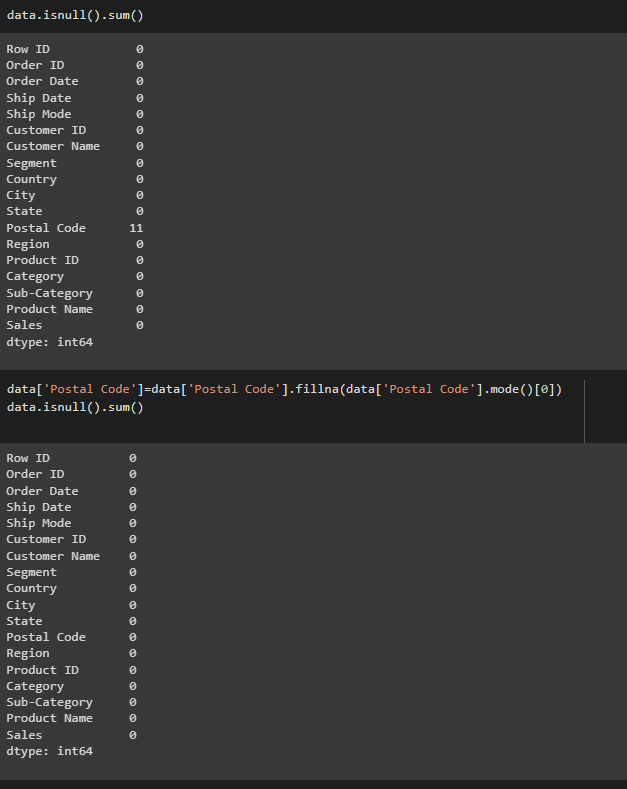 data.isnull().sum()
Row ID 0
Order ID 0
Order Date 0
Ship Date 0
Ship Mode 0
Customer ID 0
Customer Name 0
Segment 0
Country 0
City 0
State 0
Postal Code 11
Region 0
Product ID 0
Category 0
Sub-Category 0
Product Name 0
Sales 0
dtype: int64
data['Postal Code']=data['Postal Code'].fillna(data['Postal Code'].mode()[0])
data.isnull().sum()
Row ID 0
Order ID 0
Order Date 0
Ship Date 0
Ship Mode 0
Customer ID 0
Customer Name 0
Segment 0
Country 0
City 0
State 0
Postal Code 0
Region 0
Product ID 0
Category 0
Sub-Category 0
Product Name 0
Sales 0
dtype: int64